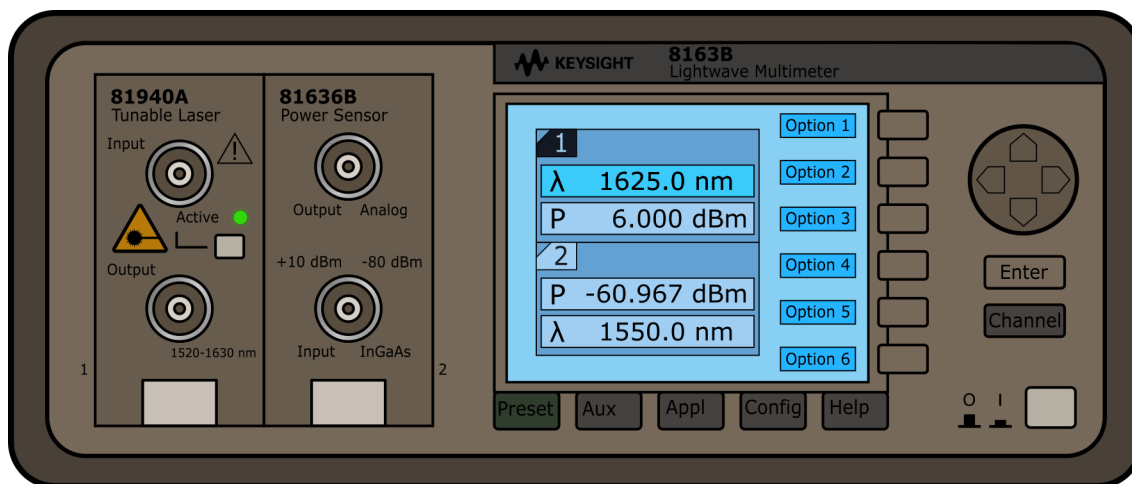 KEYSIGHT
8163B
Lightwave Multimeter
81940A
Tunable Laser
Input
Active
Output
1520-1630 nm
1
81636B
Power Sensor
Output Analog
+10 dBm -80 dBm
Input InGaAs
2
1
λ 1625.0 nm
P 6.000 dBm
2
P -60.967 dBm
λ 1550.0 nm
Option 1
Option 2
Option 3
Option 4
Option 5
Option 6
Preset Aux Appl Config Help
Enter
Channel
O I